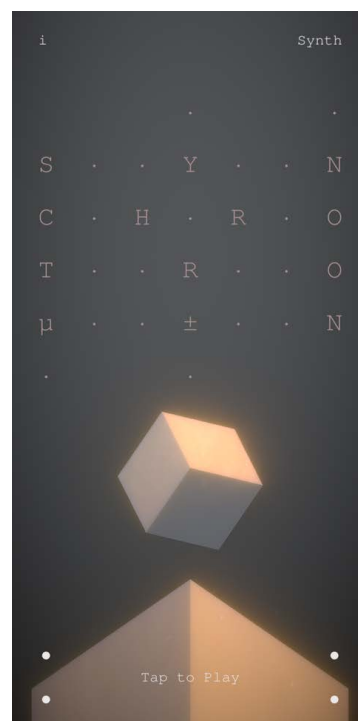 i Synth
S · · Y · · N
C · H · R · O
T · · R · · O
µ · · ± · · N
Tap to Play